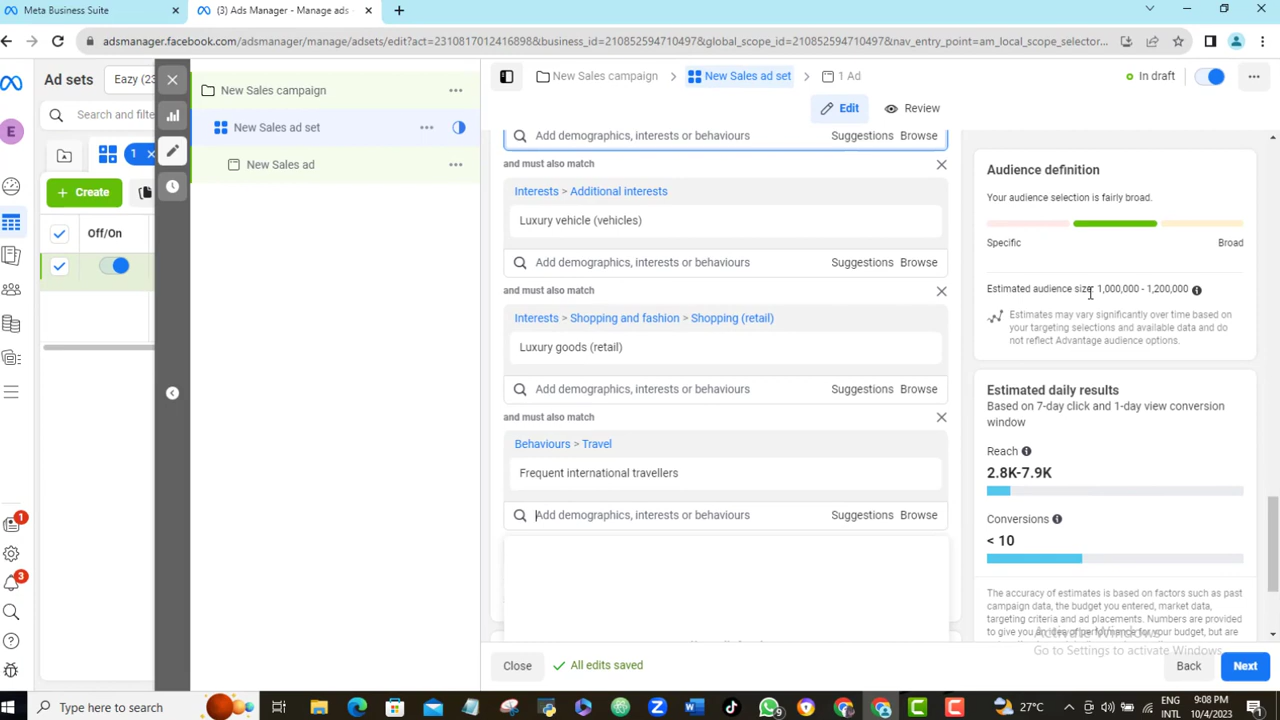 Meta Business Suite
(3) Ads Manager - Manage ads -
adsmanager.facebook.com/adsmanager/manage/adsets/edit?act=2310817012416898&business_id=210852594710497&global_scope_id=210852594710497&nav_entry_point=am_local_scope_selector...
Ad sets
Eazy (23
Search and filte
1
Create
Off/On
E
New Sales campaign
New Sales ad set
New Sales ad
New Sales campaign
New Sales ad set
1 Ad
In draft
Edit
Review
Add demographics, interests or behaviours
Suggestions
Browse
and must also match
Interests > Additional interests
Luxury vehicle (vehicles)
Add demographics, interests or behaviours
Suggestions
Browse
and must also match
Interests > Shopping and fashion > Shopping (retail)
Luxury goods (retail)
Add demographics, interests or behaviours
Suggestions
Browse
and must also match
Behaviours > Travel
Frequent international travellers
Add demographics, interests or behaviours
Suggestions
Browse
Audience definition
Your audience selection is fairly broad.
Specific
Broad
Estimated audience size: 1,000,000 - 1,200,000
Estimates may vary significantly over time based on
your targeting selections and available data and do
not reflect Advantage audience options.
Estimated daily results
Based on 7-day click and 1-day view conversion
window
Reach
2.8K-7.9K
Conversions
< 10
The accuracy of estimates is based on factors such as past
campaign data, the budget you entered, market data,
targeting criteria and ad placements. Numbers are provided
to give you an idea of performance for your budget, but are
Activate Windows
Go to Settings to activate Windows.
Close
All edits saved
Back
Next
1
3
Type here to search
9
27°C
ENG
INTL
9:08 PM
10/4/2023